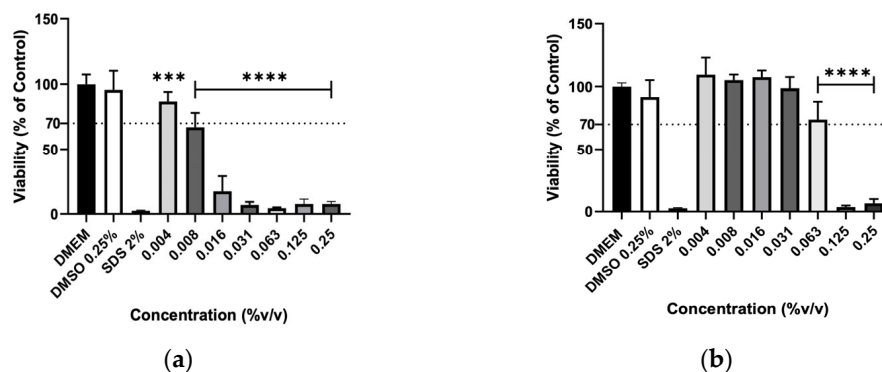 150
100
70
50
0
Viability (% of Control)
***
****
DMEM
DMSO 0.25%
SDS 2%
0.004
0.008
0.016
0.031
0.063
0.125
0.25
Concentration (%v/v)
(a)
150
100
70
50
0
Viability (% of Control)
****
DMEM
DMSO 0.25%
SDS 2%
0.004
0.008
0.016
0.031
0.063
0.125
0.25
Concentration (%v/v)
(b)